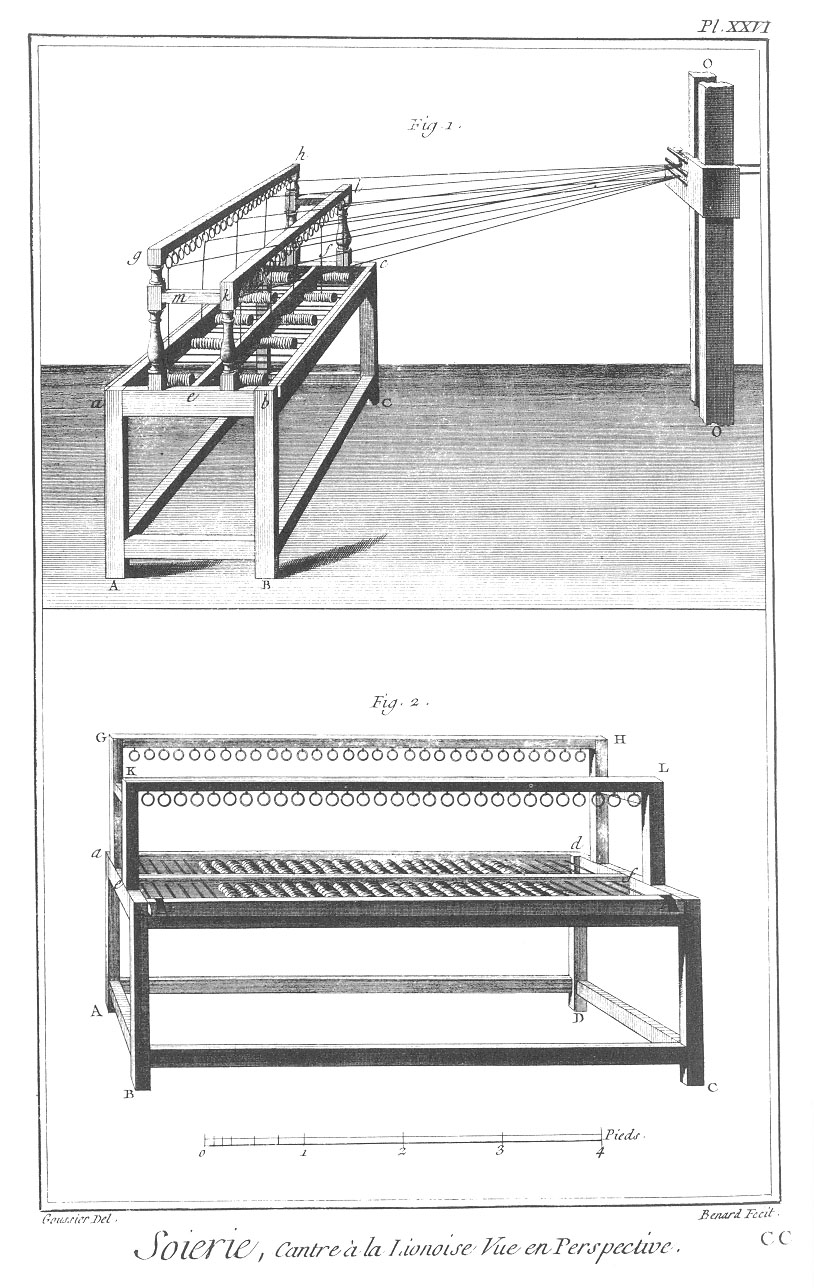 Pl. XXVI
O
Fig. 1.
h
l
g
f
c
m
k
a
e
b
C
O
A
B
Fig. 2.
G
H
K
L
a
d
f
A
D
B
C
Pieds.
0 1 2 3 4
Goussier Del.
Benard Fecit.
Soierie, Cantre à la Lionoise Vue en Perspective.
CC